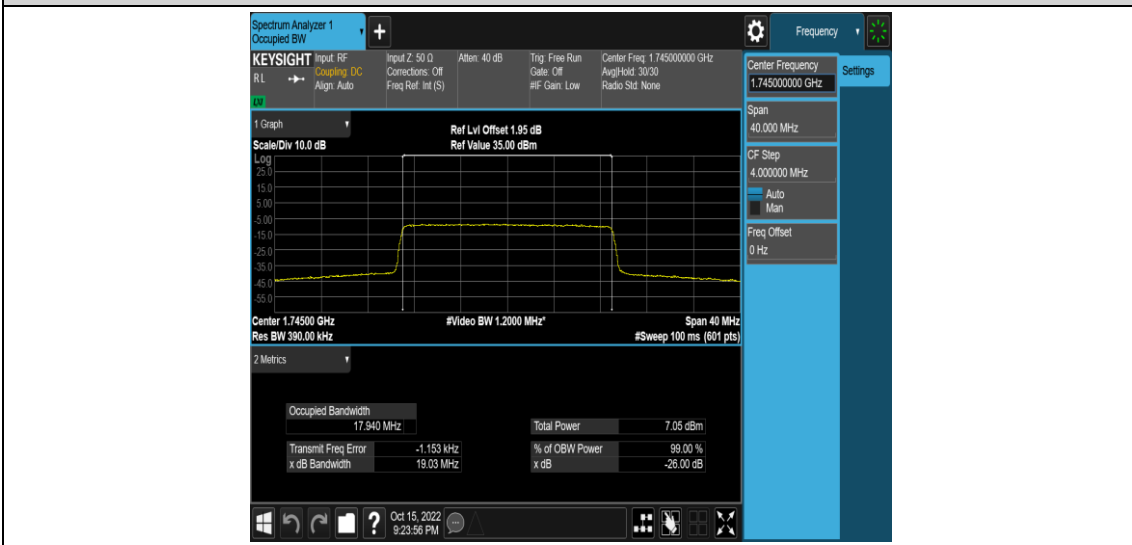 Spectrum Analyzer 1
Occupied BW
+
Frequency
KEYSIGHT
RL
LXI
Input: RF
Coupling: DC
Align: Auto
Input Z: 50 Ω
Corrections: Off
Freq Ref: Int (S)
Atten: 40 dB
Trig: Free Run
Gate: Off
#IF Gain: Low
Center Freq: 1.745000000 GHz
Avg|Hold: 30/30
Radio Std: None
Center Frequency
1.745000000 GHz
Settings
Span
40.000 MHz
CF Step
4.000000 MHz
Auto
Man
Freq Offset
0 Hz
1 Graph
Scale/Div 10.0 dB
Ref Lvl Offset 1.95 dB
Ref Value 35.00 dBm
Log
25.0
15.0
5.00
-5.00
-15.0
-25.0
-35.0
-45.0
-55.0
Center 1.74500 GHz
#Video BW 1.2000 MHz*
Span 40 MHz
Res BW 390.00 kHz
#Sweep 100 ms (601 pts)
2 Metrics
Occupied Bandwidth
17.940 MHz
Total Power 7.05 dBm
Transmit Freq Error -1.153 kHz
% of OBW Power 99.00 %
x dB Bandwidth 19.03 MHz
x dB -26.00 dB
?
Oct 15, 2022
9:23:56 PM